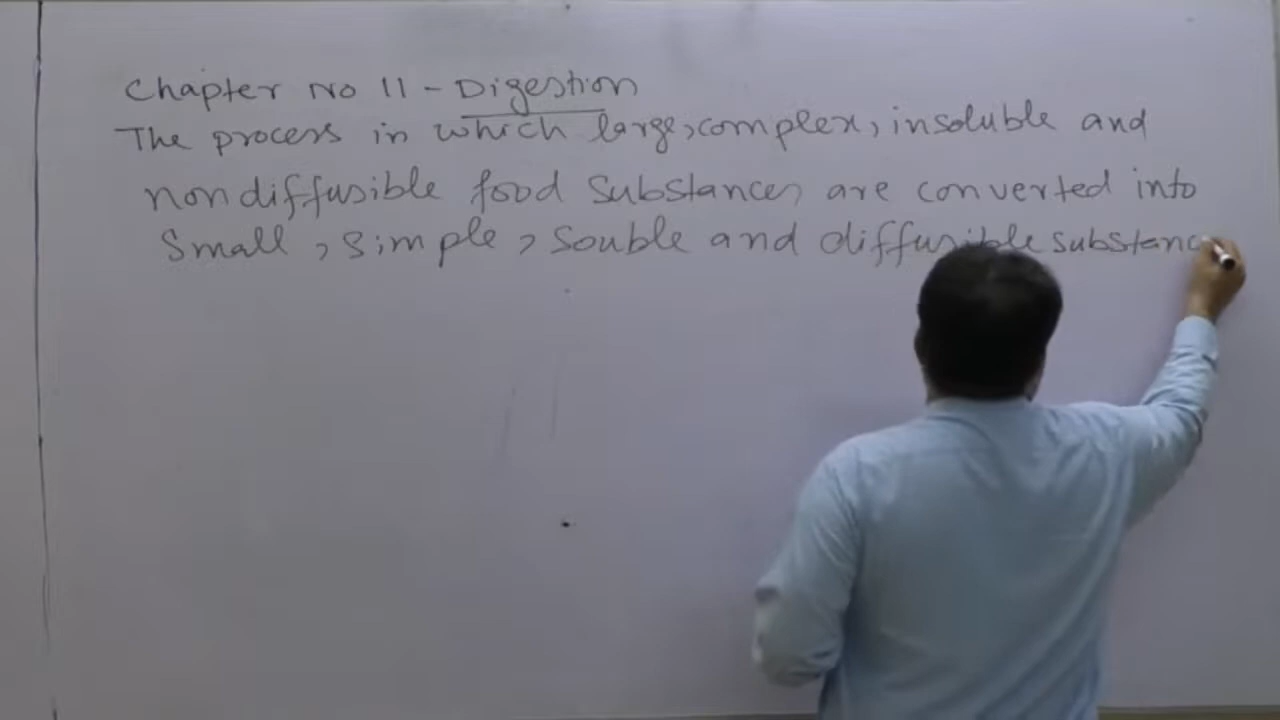 Chapter No 11 - Digestion
The process in which large, complex, insoluble and
nondiffusible food substances are converted into
Small, simple, souble and diffusible substanc